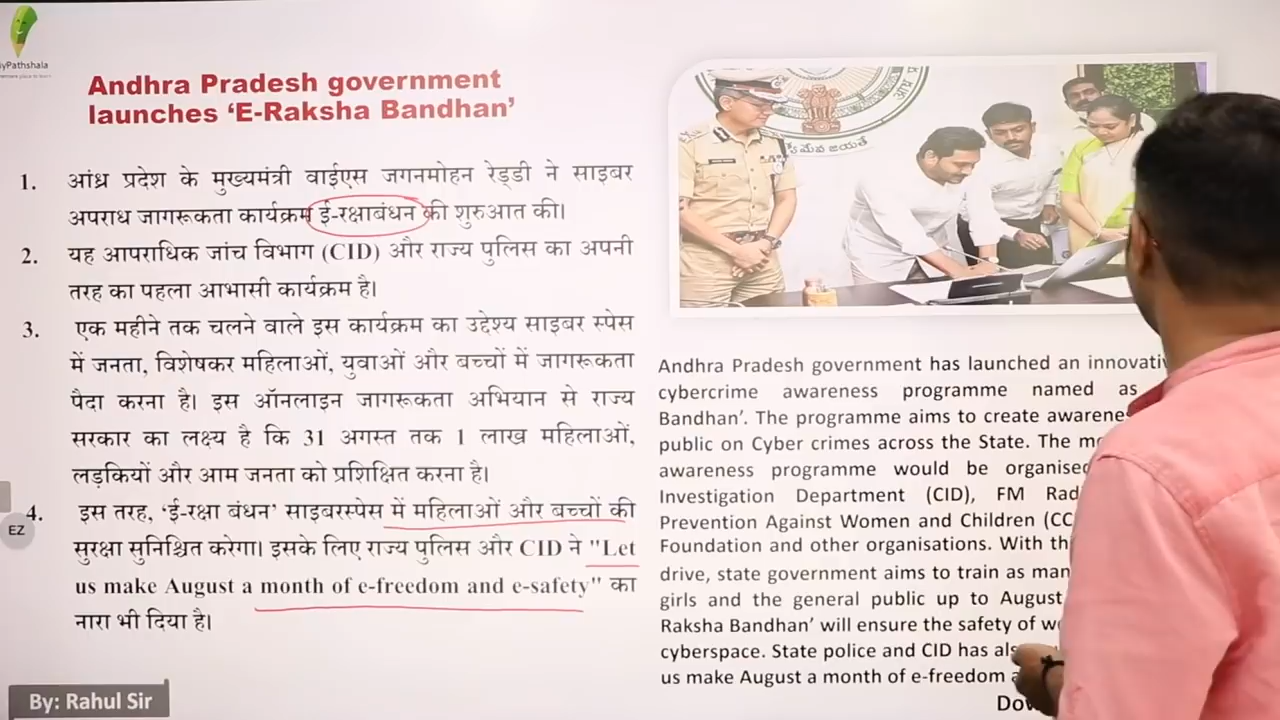 yPathshala
Andhra Pradesh government
launches ‘E-Raksha Bandhan’
1. आंध्र प्रदेश के मुख्यमंत्री वाईएस जगनमोहन रेड्डी ने साइबर
अपराध जागरूकता कार्यक्रम ई-रक्षाबंधन की शुरुआत की।
2. यह आपराधिक जांच विभाग (CID) और राज्य पुलिस का अपनी
तरह का पहला आभासी कार्यक्रम है।
3. एक महीने तक चलने वाले इस कार्यक्रम का उद्देश्य साइबर स्पेस
में जनता, विशेषकर महिलाओं, युवाओं और बच्चों में जागरूकता
पैदा करना है। इस ऑनलाइन जागरूकता अभियान से राज्य
सरकार का लक्ष्य है कि 31 अगस्त तक 1 लाख महिलाओं,
लड़कियों और आम जनता को प्रशिक्षित करना है।
4. इस तरह, ‘ई-रक्षा बंधन’ साइबरस्पेस में महिलाओं और बच्चों की
सुरक्षा सुनिश्चित करेगा। इसके लिए राज्य पुलिस और CID ने "Let
us make August a month of e-freedom and e-safety" का
नारा भी दिया है।
EZ
By: Rahul Sir
Andhra Pradesh government has launched an innovati
cybercrime awareness programme named as
Bandhan’. The programme aims to create awarene
public on Cyber crimes across the State. The
awareness programme would be organise
Investigation Department (CID), FM Rad
Prevention Against Women and Children (CC
Foundation and other organisations. With th
drive, state government aims to train as man
girls and the general public up to August
Raksha Bandhan’ will ensure the safety of w
cyberspace. State police and CID has als
us make August a month of e-freedom